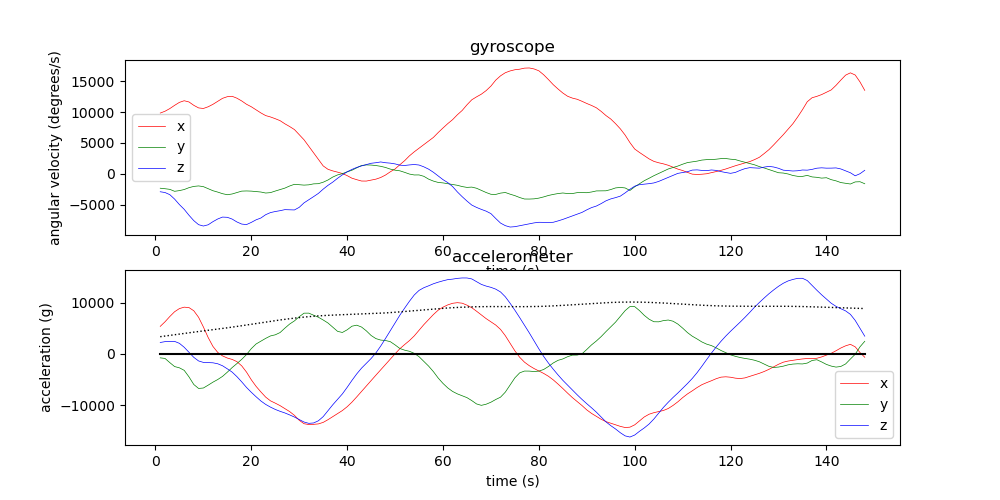 gyroscope
angular velocity (degrees/s)
15000
10000
5000
0
−5000
x
y
z
0 20 40 60 80 100 120 140
time (s)
accelerometer
acceleration (g)
10000
0
−10000
x
y
z
0 20 40 60 80 100 120 140
time (s)